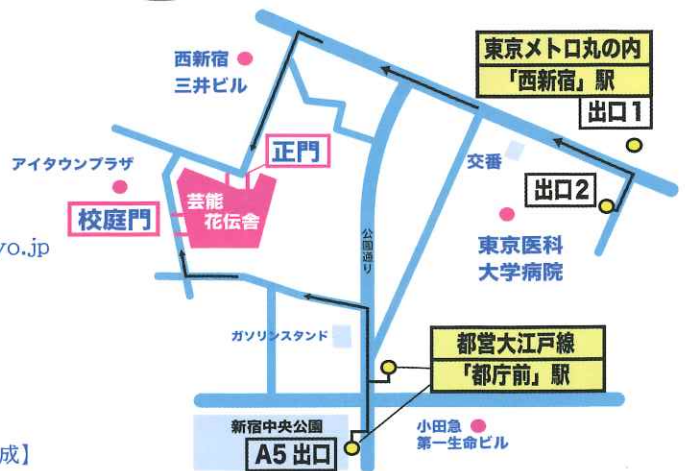 東京メトロ丸の内
「西新宿」駅
出口1
西新宿
三井ビル
正門
交番
アイタウンプラザ
芸能
花伝舎
出口2
校庭門
公園通り
東京医科
大学病院
yo.jp
ガソリンスタンド
都営大江戸線
「都庁前」駅
新宿中央公園
A5 出口
小田急
第一生命ビル
成】